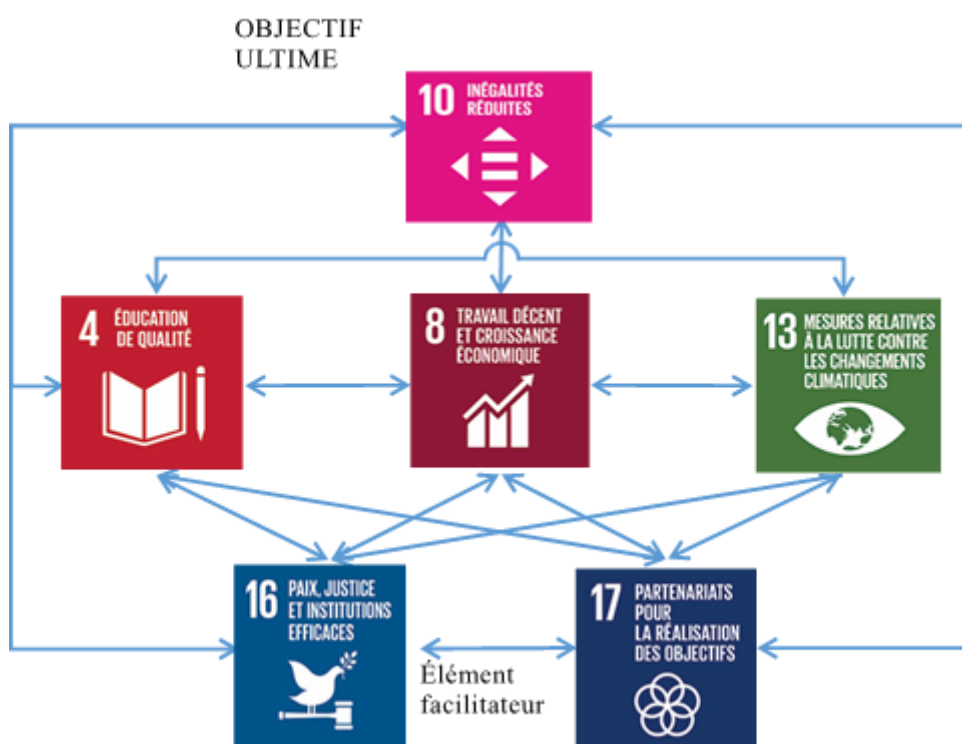 OBJECTIF
ULTIME
10 INÉGALITÉS
RÉDUITES
4 ÉDUCATION
DE QUALITÉ
8 TRAVAIL DÉCENT
ET CROISSANCE
ÉCONOMIQUE
13 MESURES RELATIVES
À LA LUTTE CONTRE
LES CHANGEMENTS
CLIMATIQUES
16 PAIX, JUSTICE
ET INSTITUTIONS
EFFICACES
17 PARTENARIATS
POUR
LA RÉALISATION
DES OBJECTIFS
Élément
facilitateur